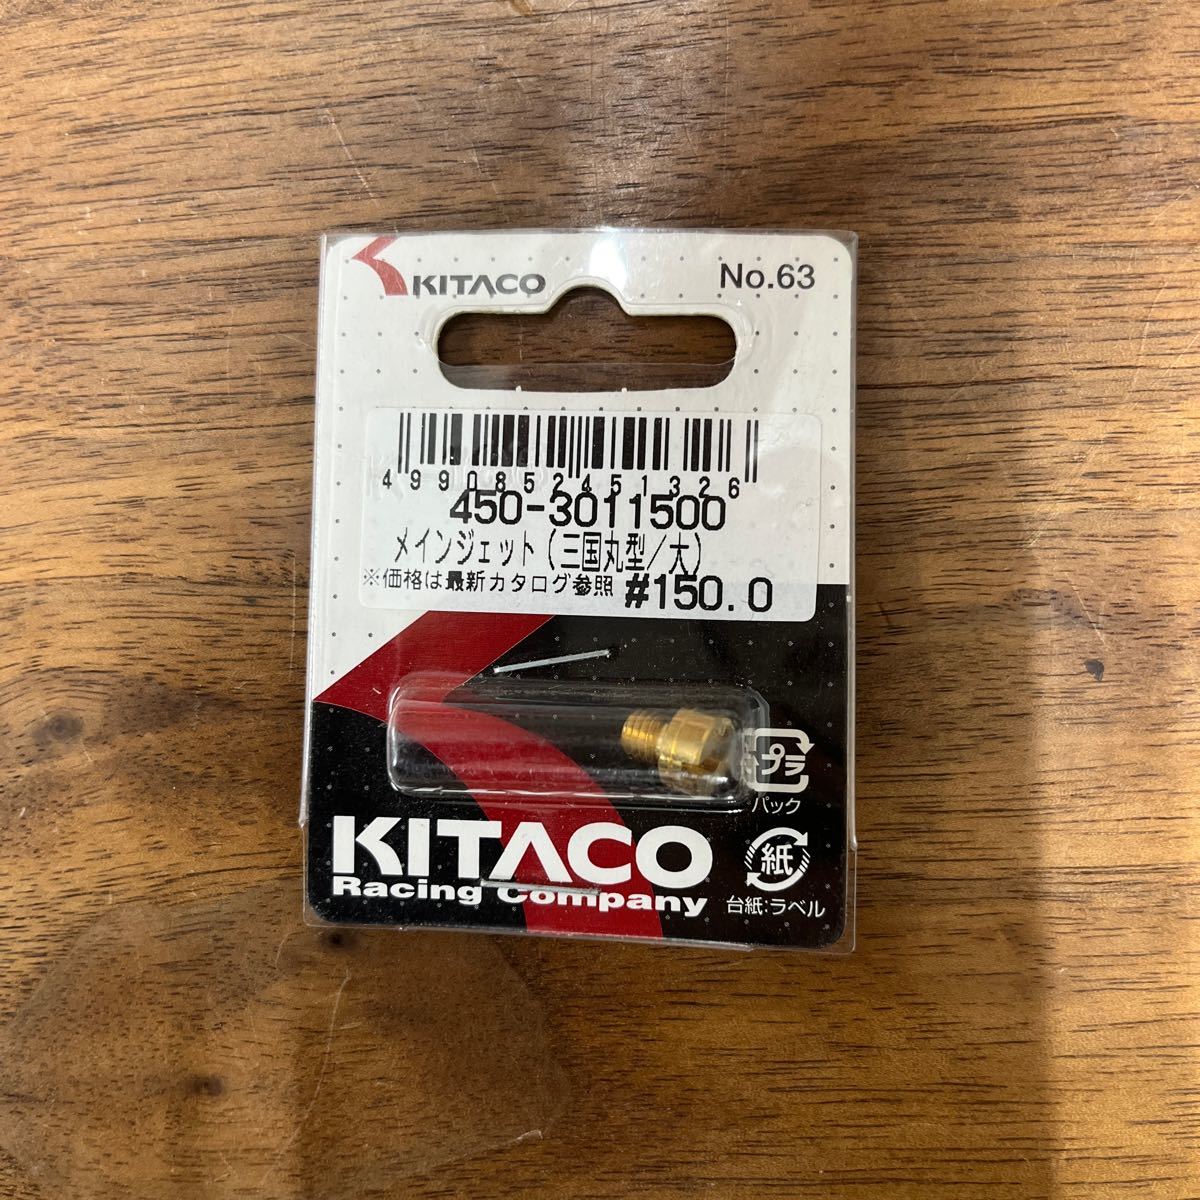 KITACO
No.63
4990852451326
450-3011500
メインジェット(三国丸型/大)
※価格は最新カタログ参照 #150.0
プラ
パック
KITACO
Racing Company
紙
台紙:ラベル